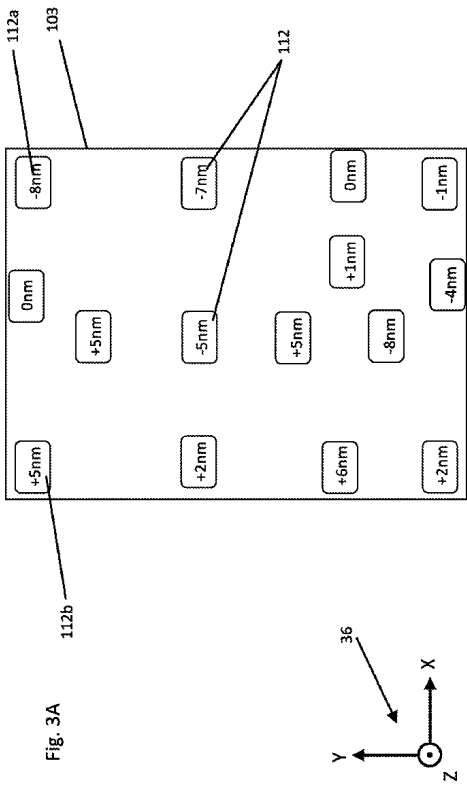 112a
Fig. 3A
103
+5nm 0nm -8nm
112b
+5nm
+2nm -5nm -7nm
112
+5nm
36
+6nm +1nm 0nm
-8nm
+2nm -4nm -1nm
Y
X
Z